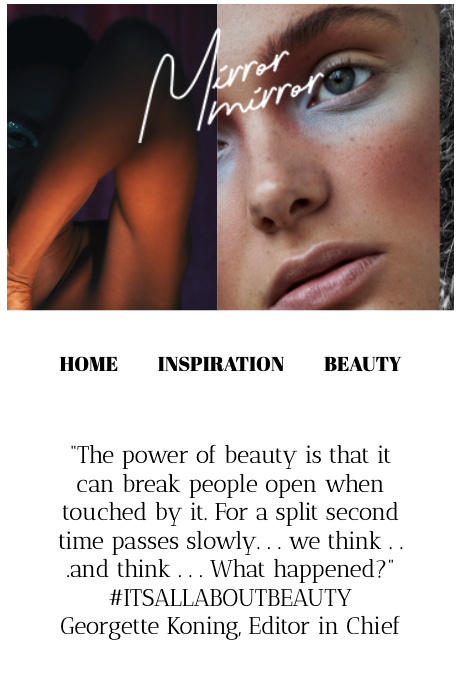 Mirror
mirror
HOME INSPIRATION BEAUTY
"The power of beauty is that it
can break people open when
touched by it. For a split second
time passes slowly. . . we think . .
.and think . . . What happened?"
#ITSALLABOUTBEAUTY
Georgette Koning, Editor in Chief